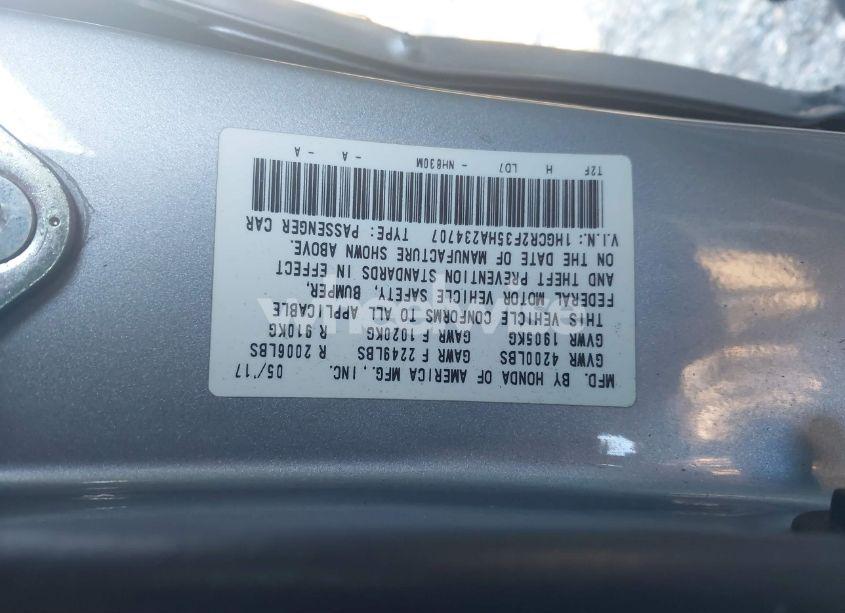 MFD. BY HONDA OF AMERICA MFG., INC. 05/'17
GVWR 4200LBS GAWR F 2249LBS R 2006LBS
GVWR 1905KG GAWR F 1020KG R 910KG
THIS VEHICLE CONFORMS TO ALL APPLICABLE
FEDERAL MOTOR VEHICLE SAFETY, BUMPER,
AND THEFT PREVENTION STANDARDS IN EFFECT
ON THE DATE OF MANUFACTURE SHOWN ABOVE.
V.I.N.: 1HGCR2F35HA234707 TYPE: PASSENGER CAR
T2F H LD7 - NH830M - A - A
wheelwise